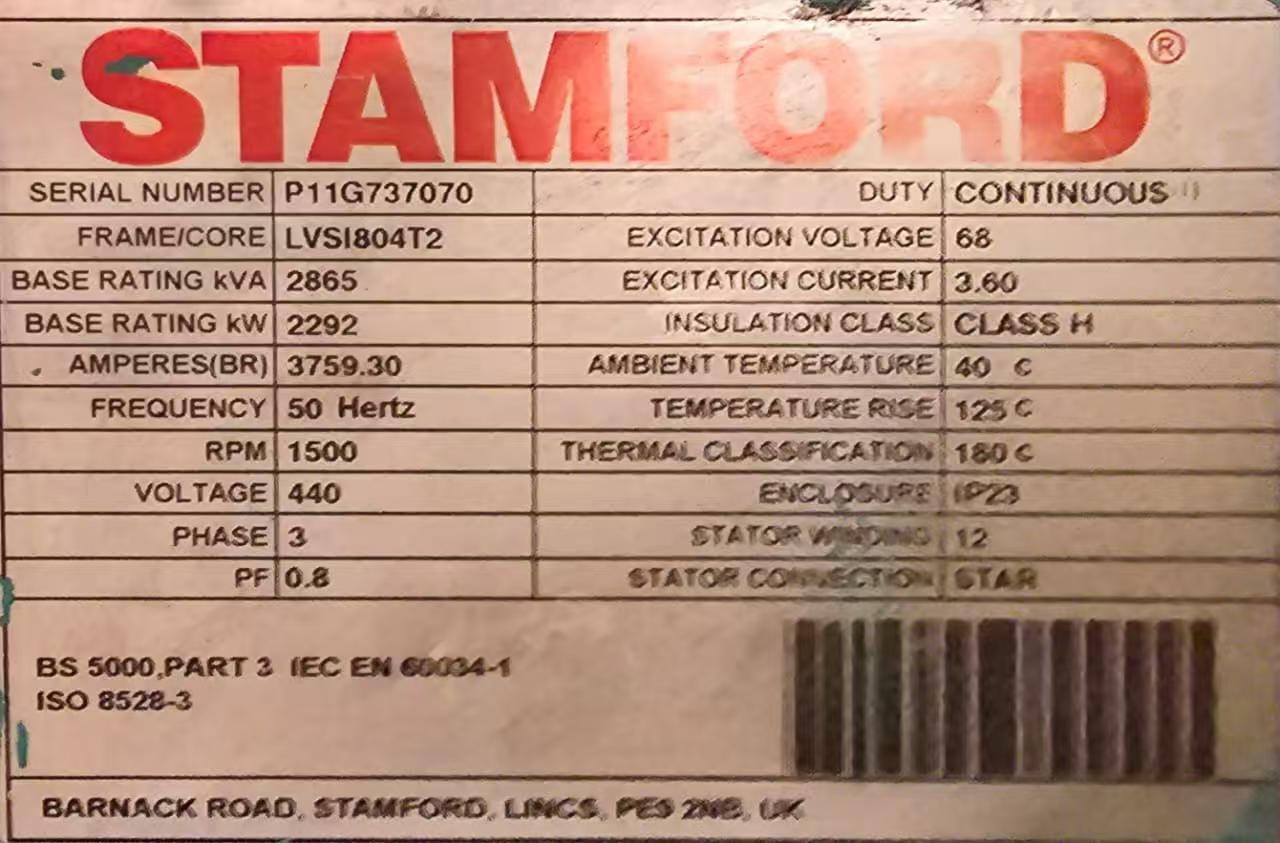 STAMFORD®
SERIAL NUMBER P11G737070 DUTY CONTINUOUS
FRAME/CORE LVSI804T2 EXCITATION VOLTAGE 68
BASE RATING kVA 2865 EXCITATION CURRENT 3.60
BASE RATING kW 2292 INSULATION CLASS CLASS H
AMPERES(BR) 3759.30 AMBIENT TEMPERATURE 40 C
FREQUENCY 50 Hertz TEMPERATURE RISE 125 C
RPM 1500 THERMAL CLASSIFICATION 180 C
VOLTAGE 440 ENCLOSURE IP23
PHASE 3 STATOR WINDING 12
PF 0.8 STATOR CONNECTION STAR
BS 5000,PART 3 IEC EN 60034-1
ISO 8528-3
BARNACK ROAD, STAMFORD, LINCS, PE9 2NB, UK